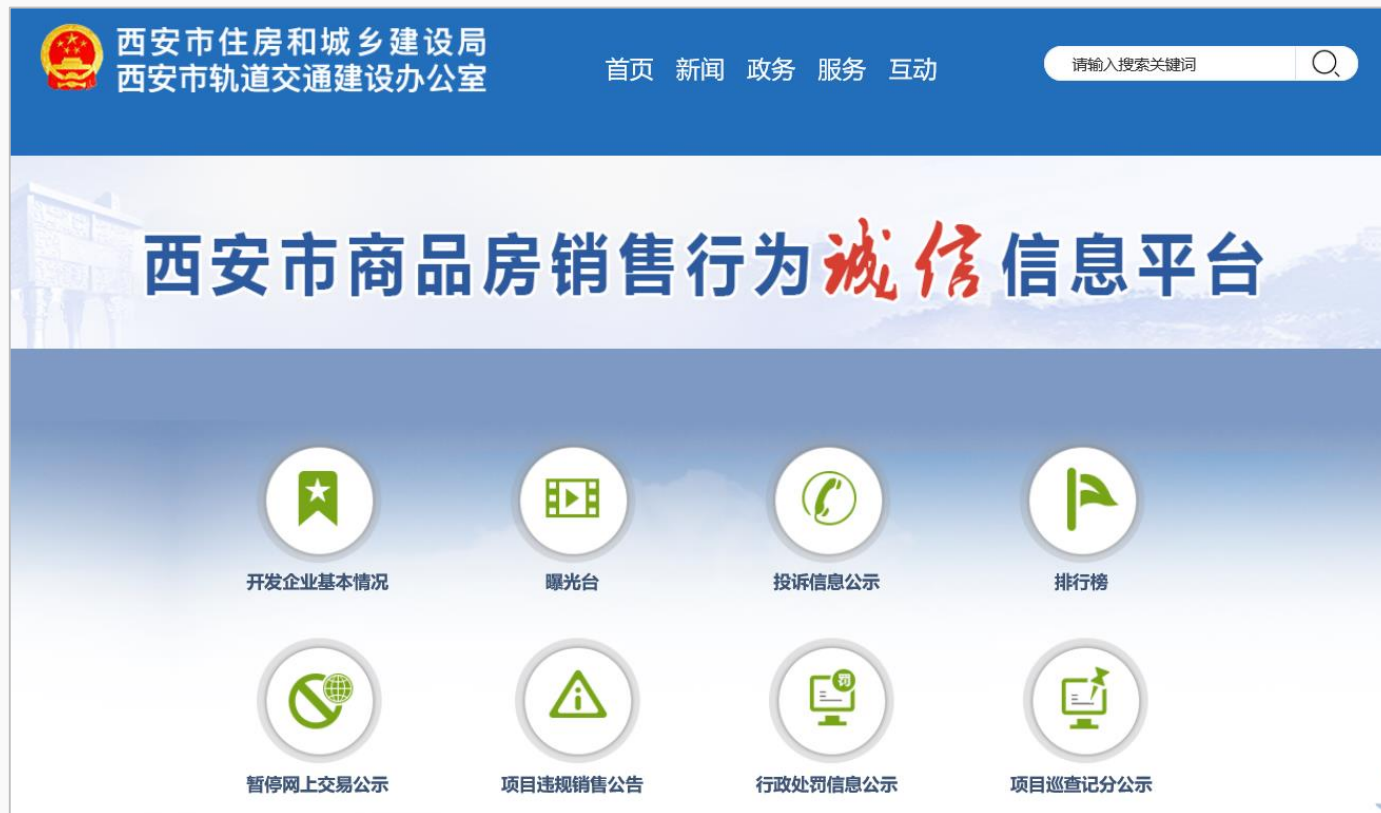 西安市住房和城乡建设局
西安市轨道交通建设办公室
首页 新闻 政务 服务 互动
请输入搜索关键词
西安市商品房销售行为诚信信息平台
开发企业基本情况 曝光台 投诉信息公示 排行榜
罚
暂停网上交易公示 项目违规销售公告 行政处罚信息公示 项目巡查记分公示